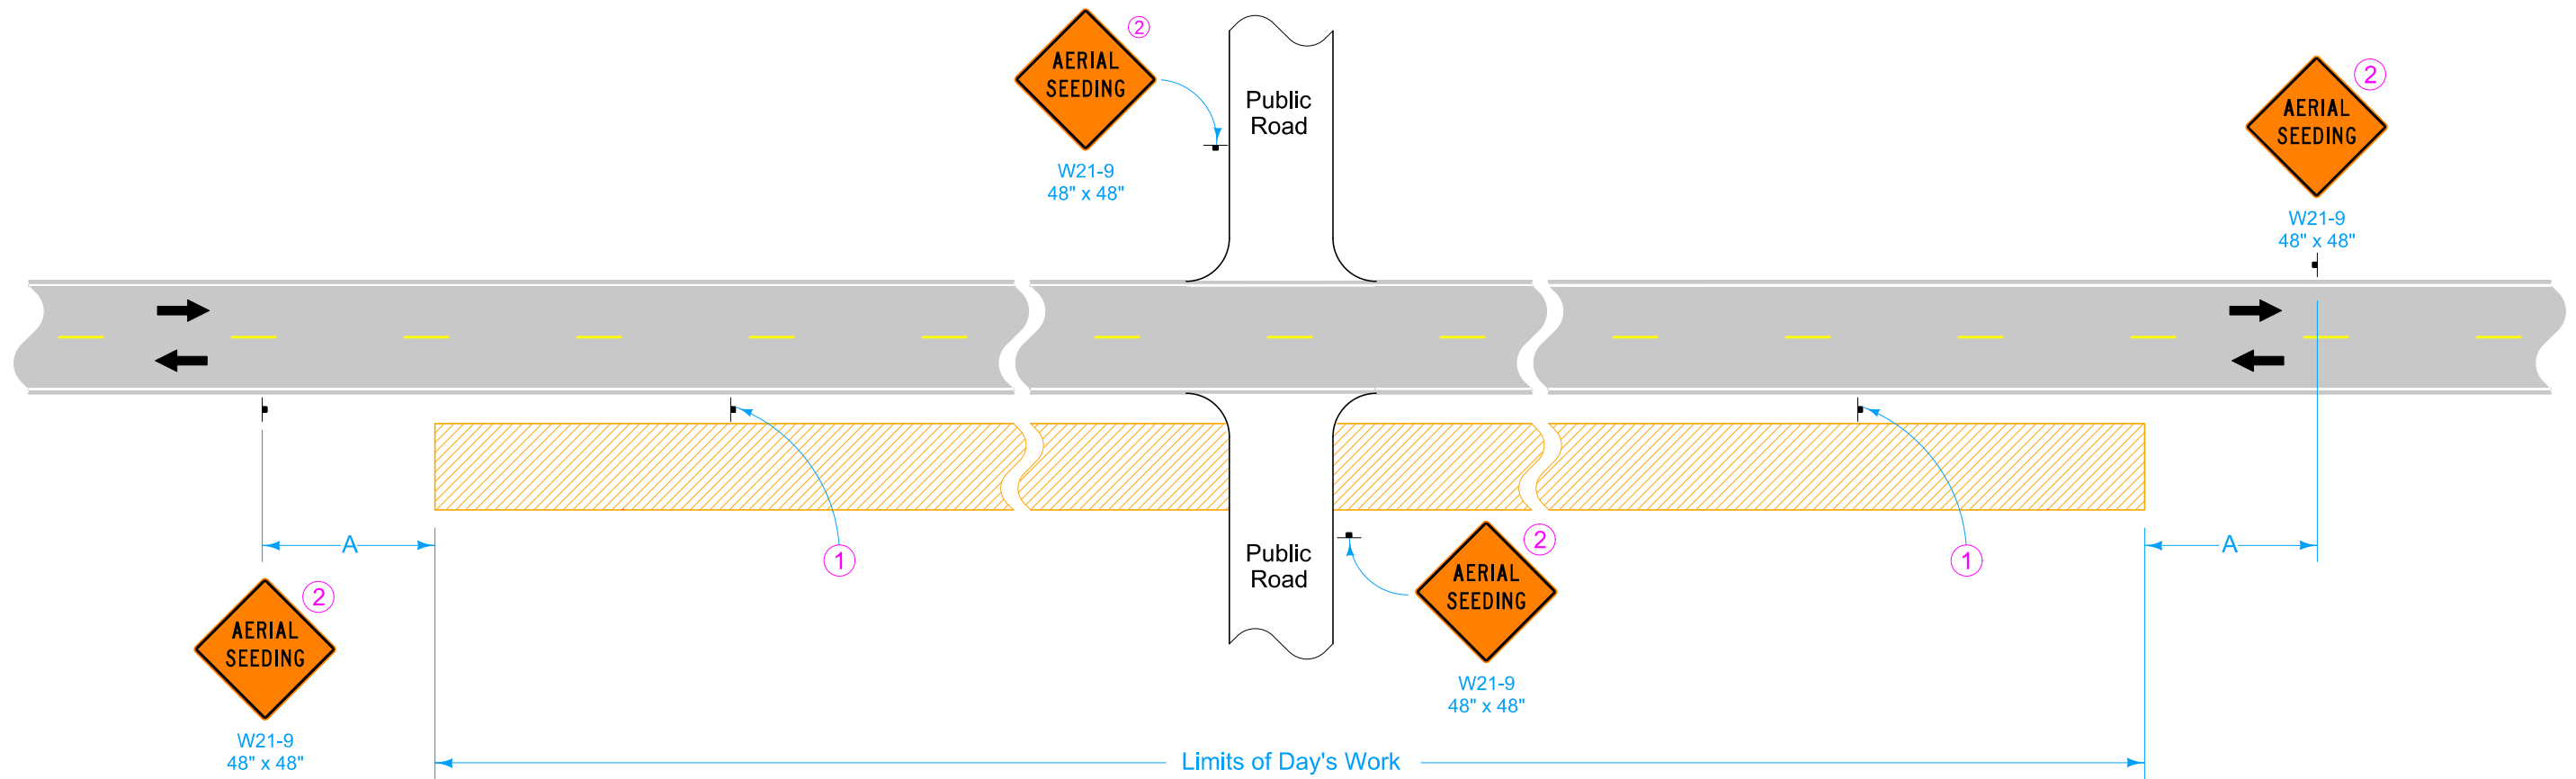 AERIAL
SEEDING
2
W21-9
48" x 48"
Public
Road
AERIAL
SEEDING
2
W21-9
48" x 48"
A
1
Public
Road
AERIAL
SEEDING
2
W21-9
48" x 48"
1
A
AERIAL
SEEDING
2
W21-9
48" x 48"
Limits of Day's Work